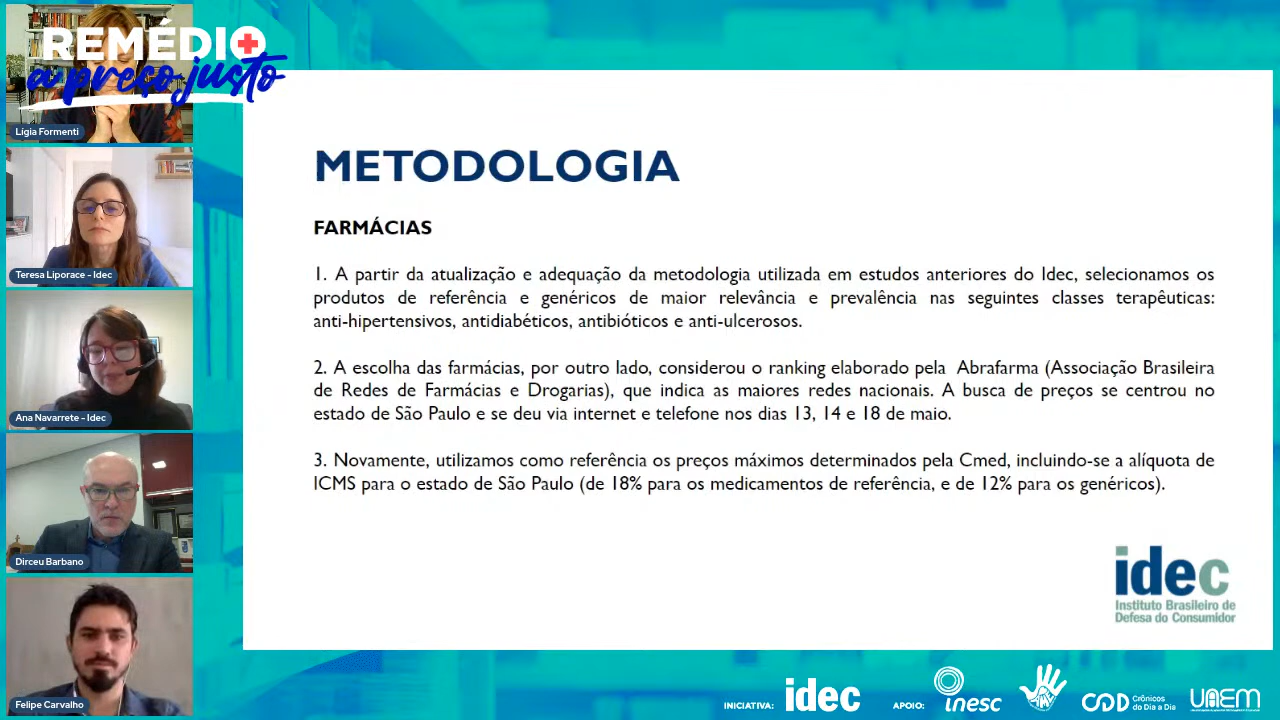 REMÉDIO
a preço justo
Lígia Formenti
Teresa Liporace - Idec
Ana Navarrete - Idec
Dirceu Barbano
Felipe Carvalho
METODOLOGIA
FARMÁCIAS
1. A partir da atualização e adequação da metodologia utilizada em estudos anteriores do Idec, selecionamos os
produtos de referência e genéricos de maior relevância e prevalência nas seguintes classes terapêuticas:
anti-hipertensivos, antidiabéticos, antibióticos e anti-ulcerosos.
2. A escolha das farmácias, por outro lado, considerou o ranking elaborado pela Abrafarma (Associação Brasileira
de Redes de Farmácias e Drogarias), que indica as maiores redes nacionais. A busca de preços se centrou no
estado de São Paulo e se deu via internet e telefone nos dias 13, 14 e 18 de maio.
3. Novamente, utilizamos como referência os preços máximos determinados pela Cmed, incluindo-se a alíquota de
ICMS para o estado de São Paulo (de 18% para os medicamentos de referência, e de 12% para os genéricos).
idec
Instituto Brasileiro de
Defesa do Consumidor
INICIATIVA:
idec
APOIO:
inesc
Crônicos
do Dia a Dia
UAEM